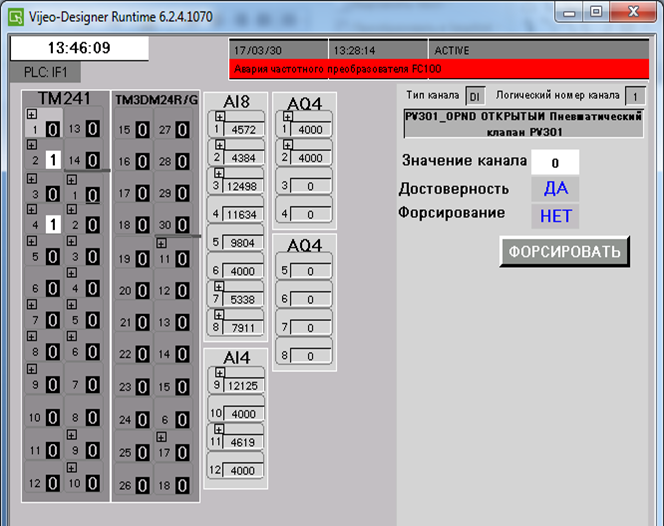 Vijeo-Designer Runtime 6.2.4.1070
13:46:09
17/03/30 13:28:14 ACTIVE
PLC: IF1
Авария частотного преобразователя FC100
TM241 TM3DM24R/G AI8 AQ4
1 0 13 0 15 0 27 0 1 4572 1 4000
2 1 14 0 16 0 28 0 2 4384 2 4000
3 0 1 0 17 0 29 0 3 12498 3 0
4 1 2 0 18 0 30 0 4 11634 4 0
5 0 3 0 19 0 11 0 5 9804
AQ4
6 0 4 0 20 0 12 0 6 4000 5 0
7 0 5 0 21 0 13 0 7 5338 6 0
8 0 6 0 22 0 14 0 8 7911 7 0
8 0
AI4
9 0 7 0 23 0 15 0 9 12125
10 0 8 0 24 0 6 0 10 4000
11 0 9 0 25 0 17 0 11 4619
12 0 10 0 26 0 18 0 12 4000
Тип канала DI Логический номер канала 1
PV301_OPND ОТКРЫТЫЙ Пневматический
клапан PV301
Значение канала 0
Достоверность ДА
Форсирование НЕТ
ФОРСИРОВАТЬ